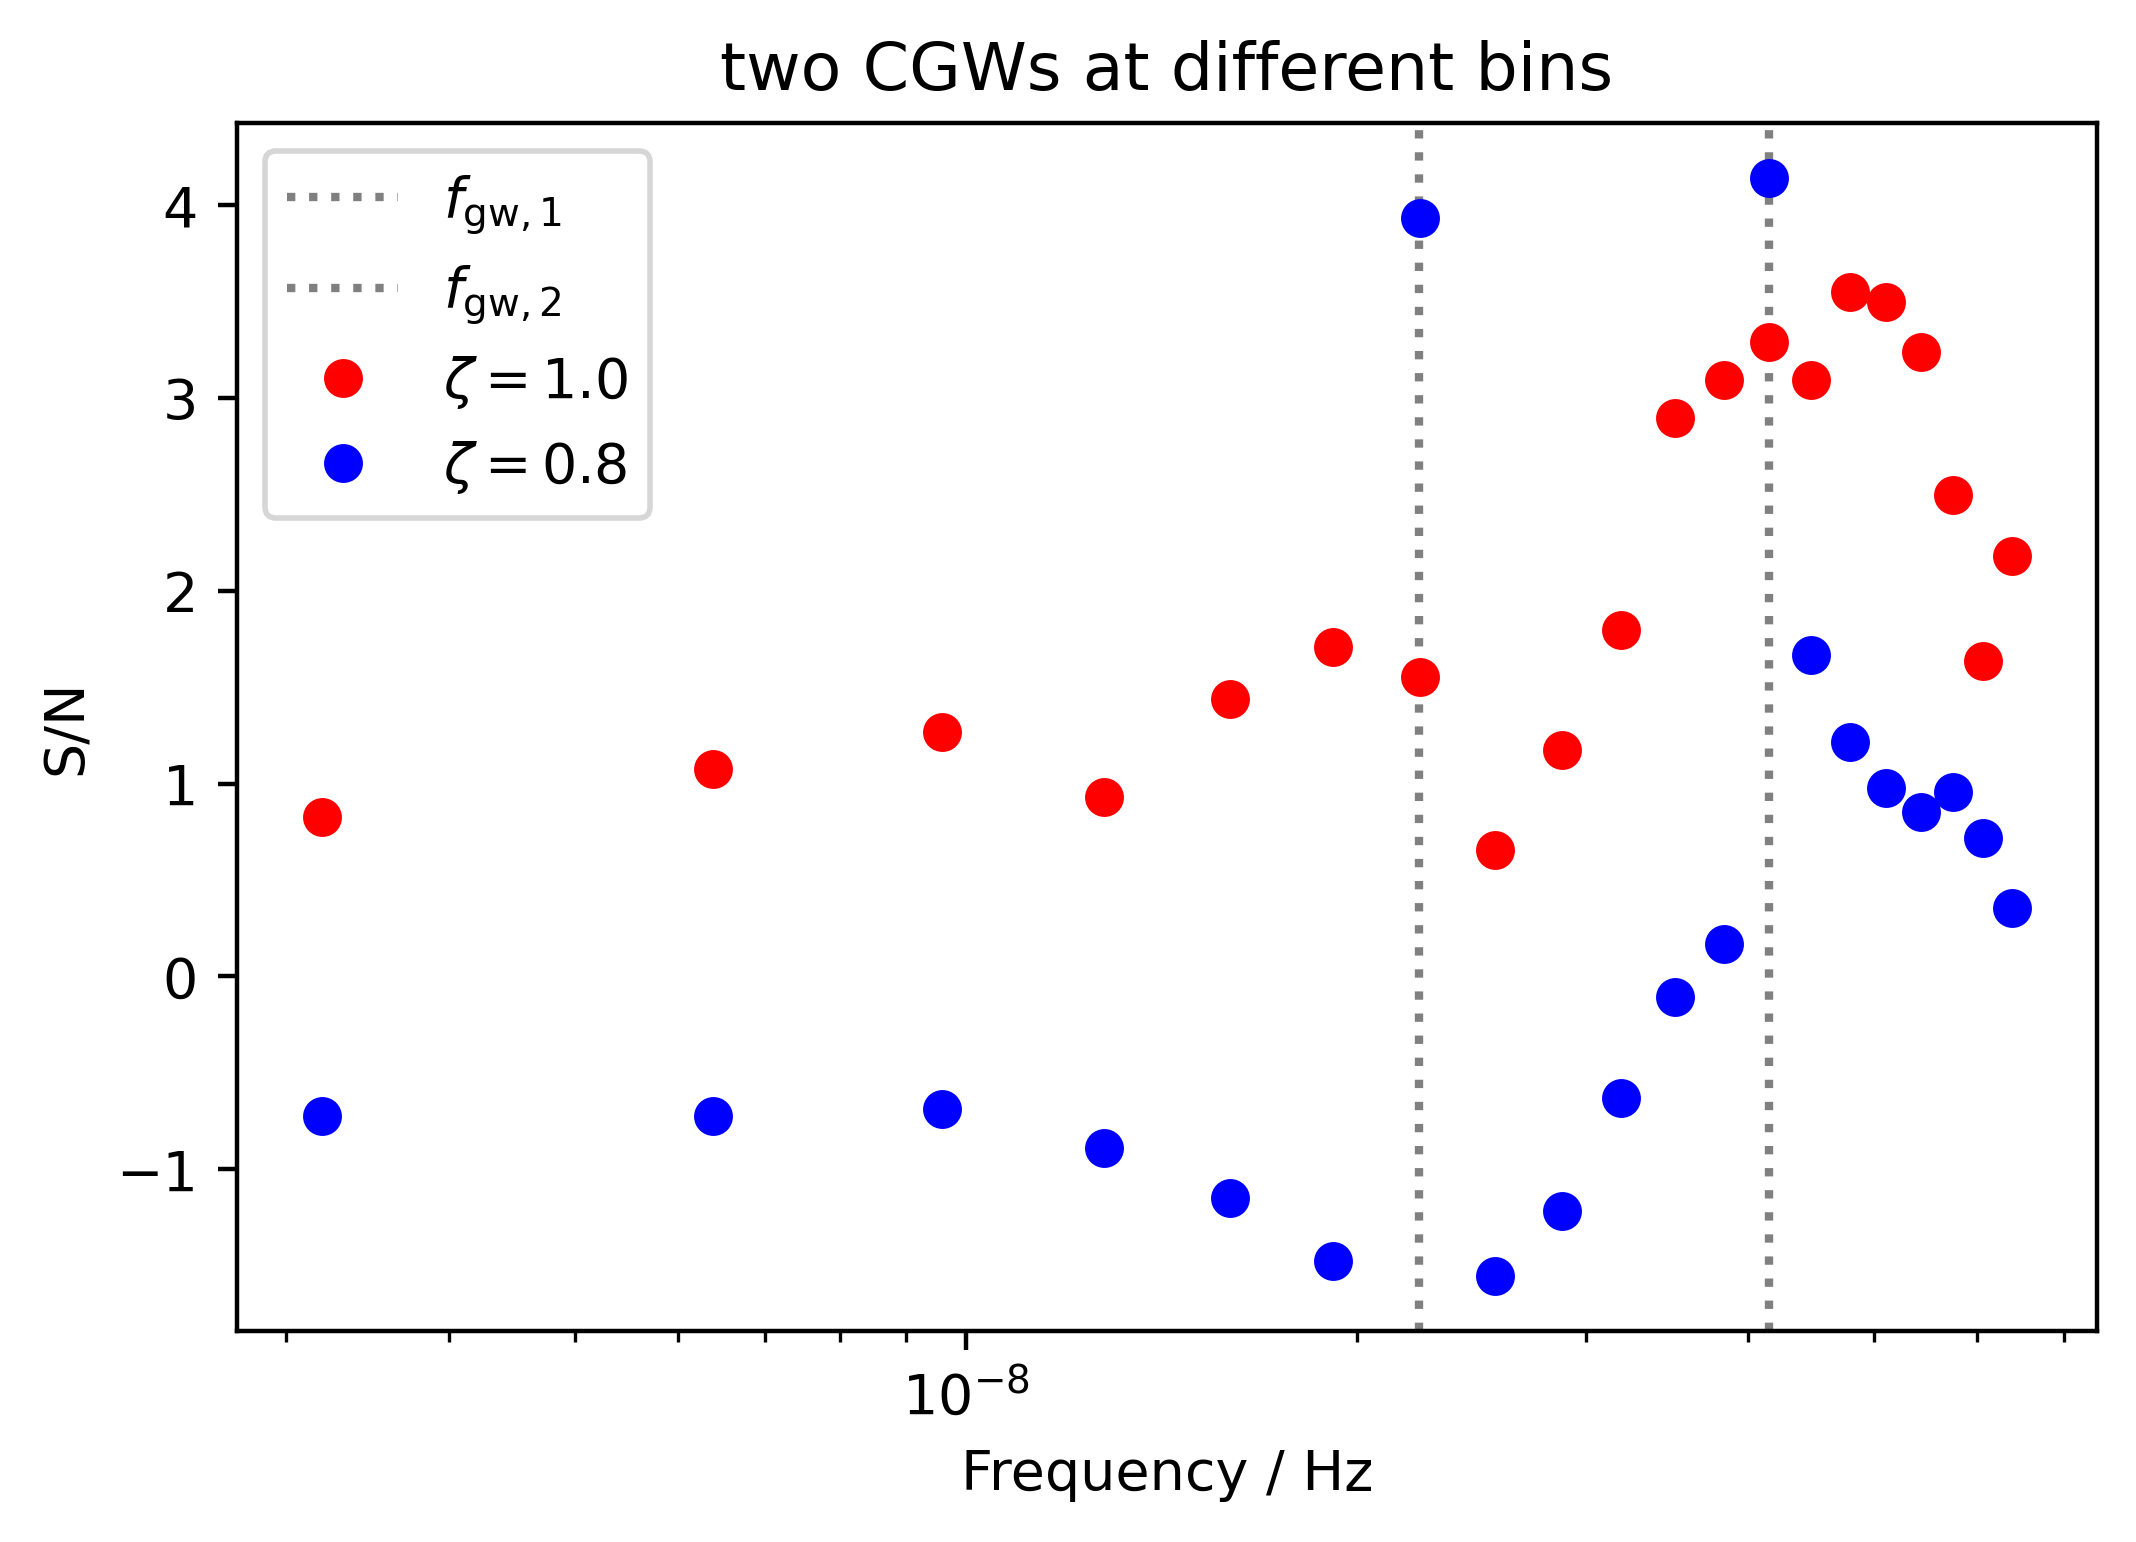 two CGWs at different bins
f_gw, 1
f_gw, 2
ζ = 1.0
ζ = 0.8
S/N
4
3
2
1
0
−1
10⁻⁸
Frequency / Hz